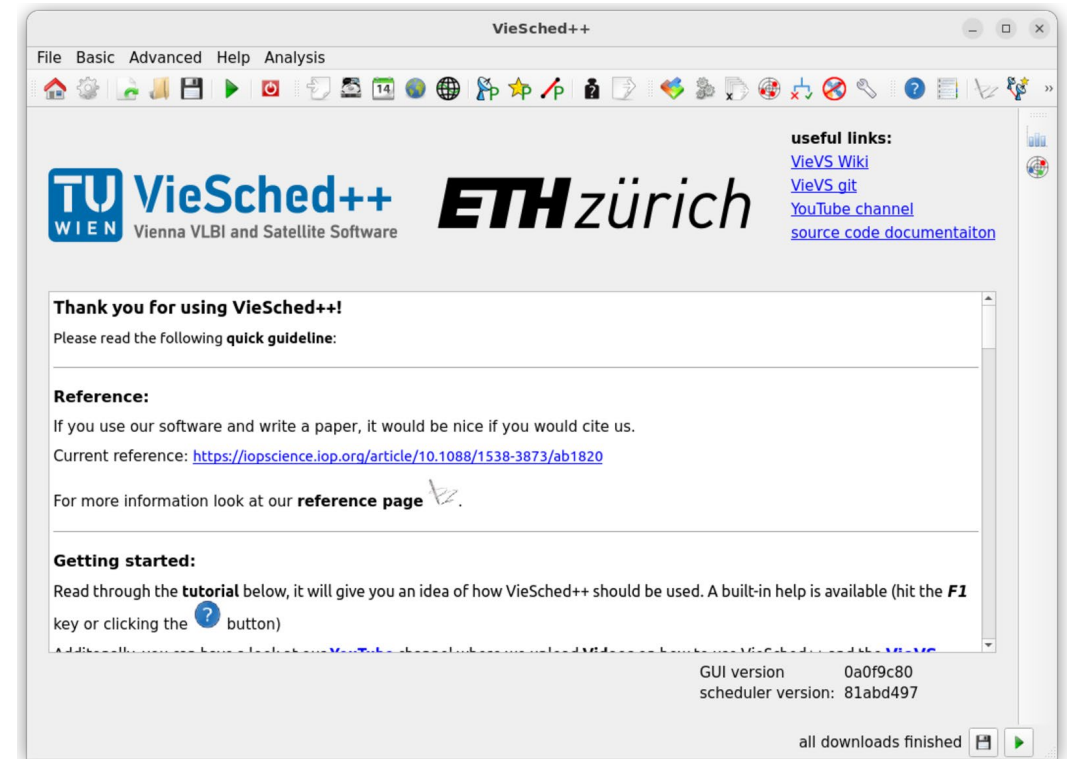 VieSched++
File Basic Advanced Help Analysis
14
»
useful links:
VieVS Wiki
VieVS git
YouTube channel
source code documentaiton
TU
WIEN
VieSched++
Vienna VLBI and Satellite Software
ETH zürich
Thank you for using VieSched++!
Please read the following quick guideline:
Reference:
If you use our software and write a paper, it would be nice if you would cite us.
Current reference: https://iopscience.iop.org/article/10.1088/1538-3873/ab1820
For more information look at our reference page .
Getting started:
Read through the tutorial below, it will give you an idea of how VieSched++ should be used. A built-in help is available (hit the F1
key or clicking the ? button)
GUI version 0a0f9c80
scheduler version: 81abd497
all downloads finished